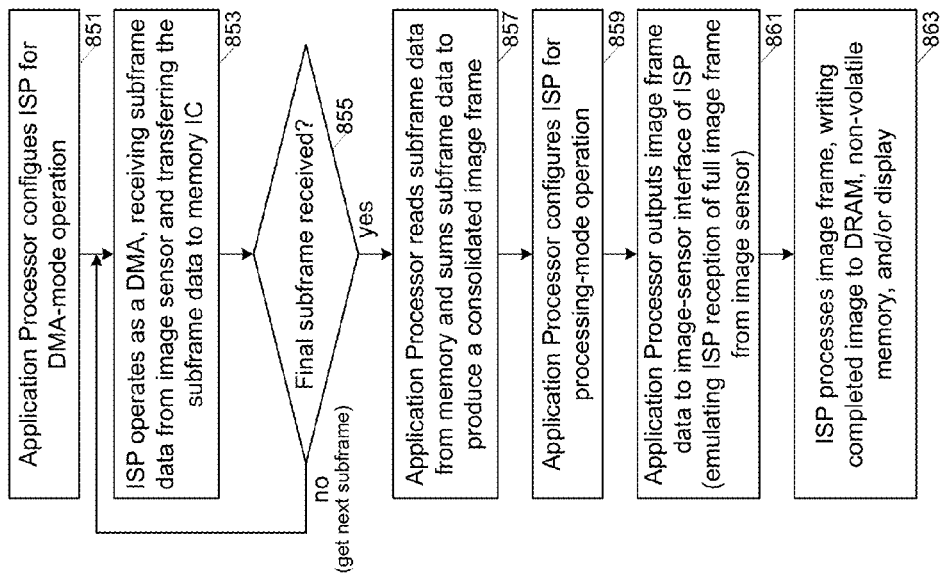 Application Processor configues ISP for
DMA-mode operation
851
ISP operates as a DMA, receiving subframe
data from image sensor and transferring the
subframe data to memory IC
853
Final subframe received?
855
no
(get next subframe)
yes
Application Processor reads subframe data
from memory and sums subframe data to
produce a consolidated image frame
857
Application Processor configures ISP for
processing-mode operation
859
Application Processor outputs image frame
data to image-sensor interface of ISP
(emulating ISP reception of full image frame
from image sensor)
861
ISP processes image frame, writing
completed image to DRAM, non-volatile
memory, and/or display
863